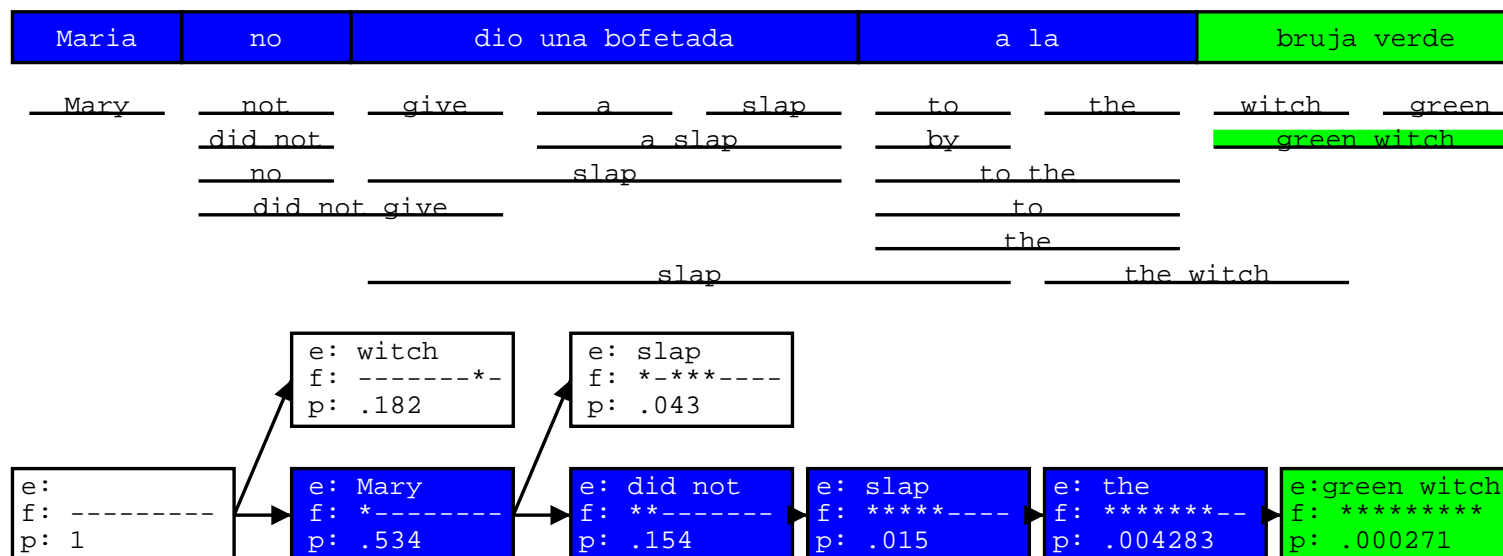 Maria no dio una bofetada a la bruja verde
Mary not give a slap to the witch green
did not a slap by green witch
no slap to the
did not give to
the
slap the witch
e: witch e: slap
f: -------*- f: *-***----
p: .182 p: .043
e: e: Mary e: did not e: slap e: the e:green witch
f: --------- f: *-------- f: **------- f: *****---- f: *******-- f: *********
p: 1 p: .534 p: .154 p: .015 p: .004283 p: .000271